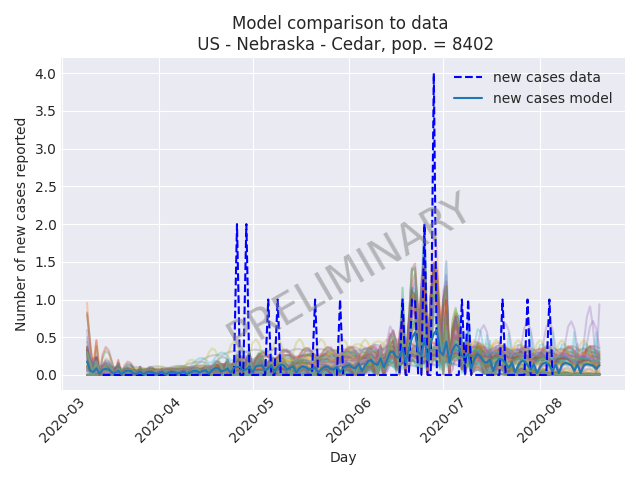 Model comparison to data
US - Nebraska - Cedar, pop. = 8402
4.0
3.5
3.0
2.5
2.0
1.5
1.0
0.5
0.0
Number of new cases reported
new cases data
new cases model
PRELIMINARY
2020-03
2020-04
2020-05
2020-06
2020-07
2020-08
Day